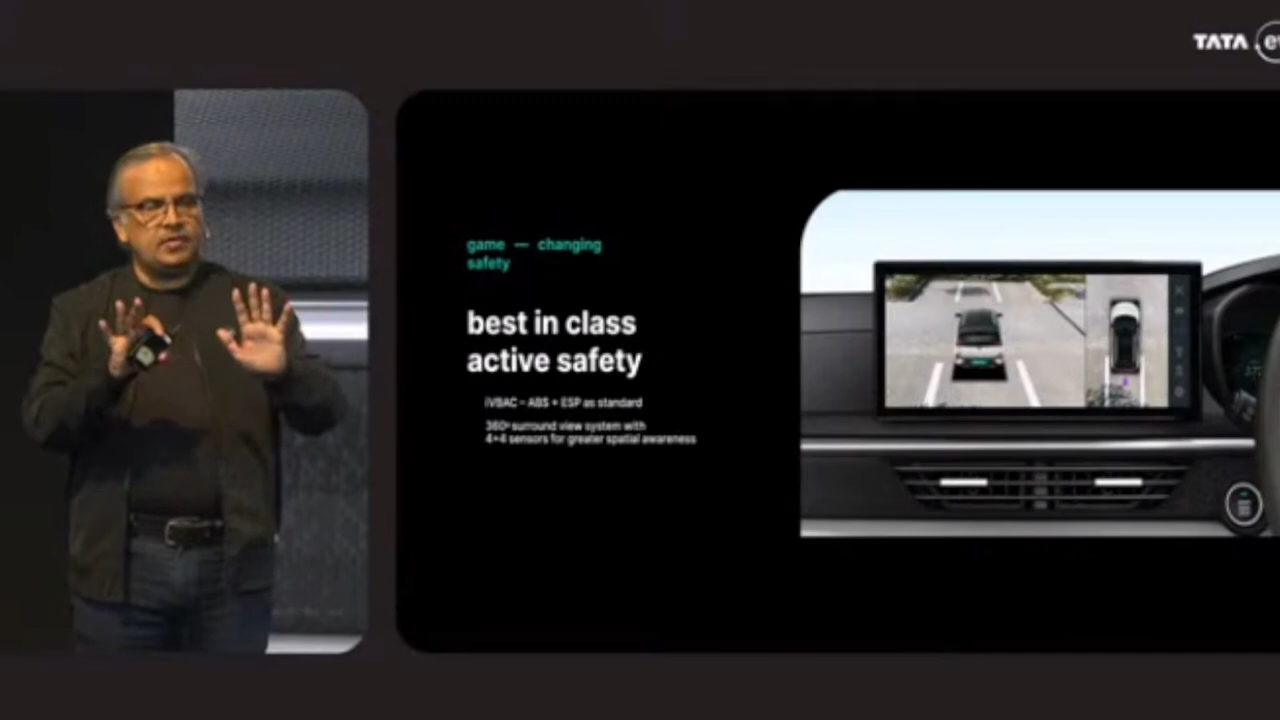 TATA .ev
game — changing
safety
best in class
active safety
iVBAC – ABS + ESP as standard
360° surround view system with
4+4 sensors for greater spatial awareness